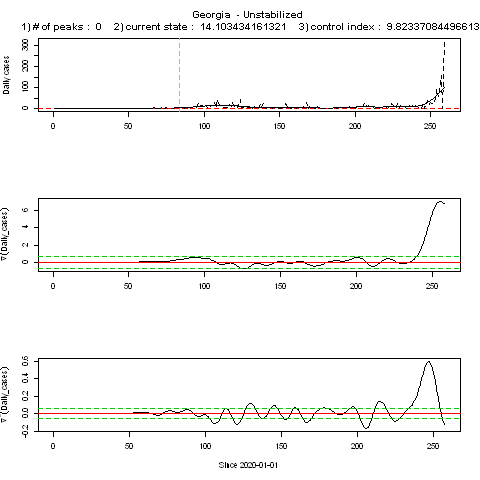 Georgia - Unstabilized
1) # of peaks : 0 2) current state : 14.103434161321 3) control index : 9.82337084496613
Daily cases
0 100 200 300
0 50 100 150 200 250
∇(Daily_cases)
0 2 4 6
0 50 100 150 200 250
∇(Daily_cases)
-0.2 0.0 0.2 0.4 0.6
0 50 100 150 200 250
Since 2020-01-01